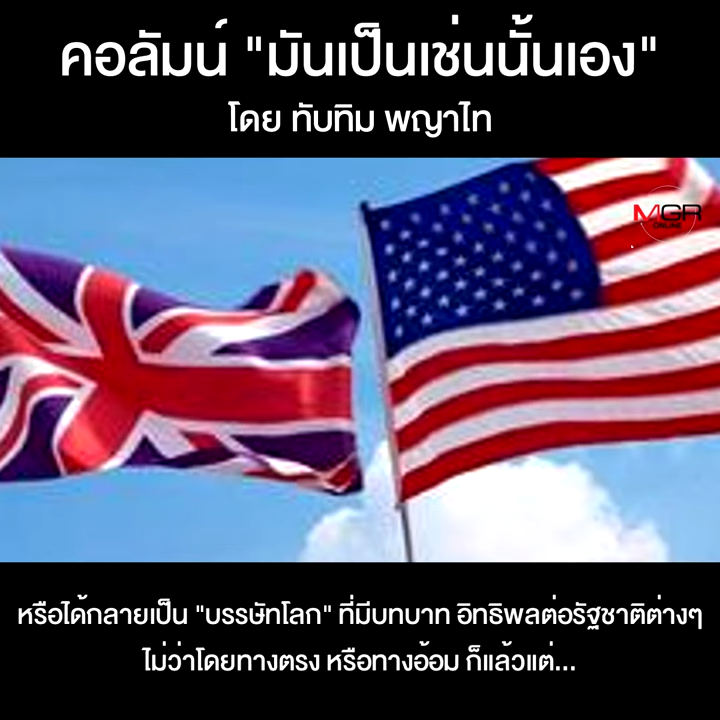 คอลัมน์ "มันเป็นเช่นนั้นเอง"
โดย ทับทิม พญาไท
MGR
ONLINE
หรือได้กลายเป็น "บรรษัทโลก" ที่มีบทบาท อิทธิพลต่อรัฐชาติต่างๆ
ไม่ว่าโดยทางตรง หรือทางอ้อม ก็แล้วแต่...